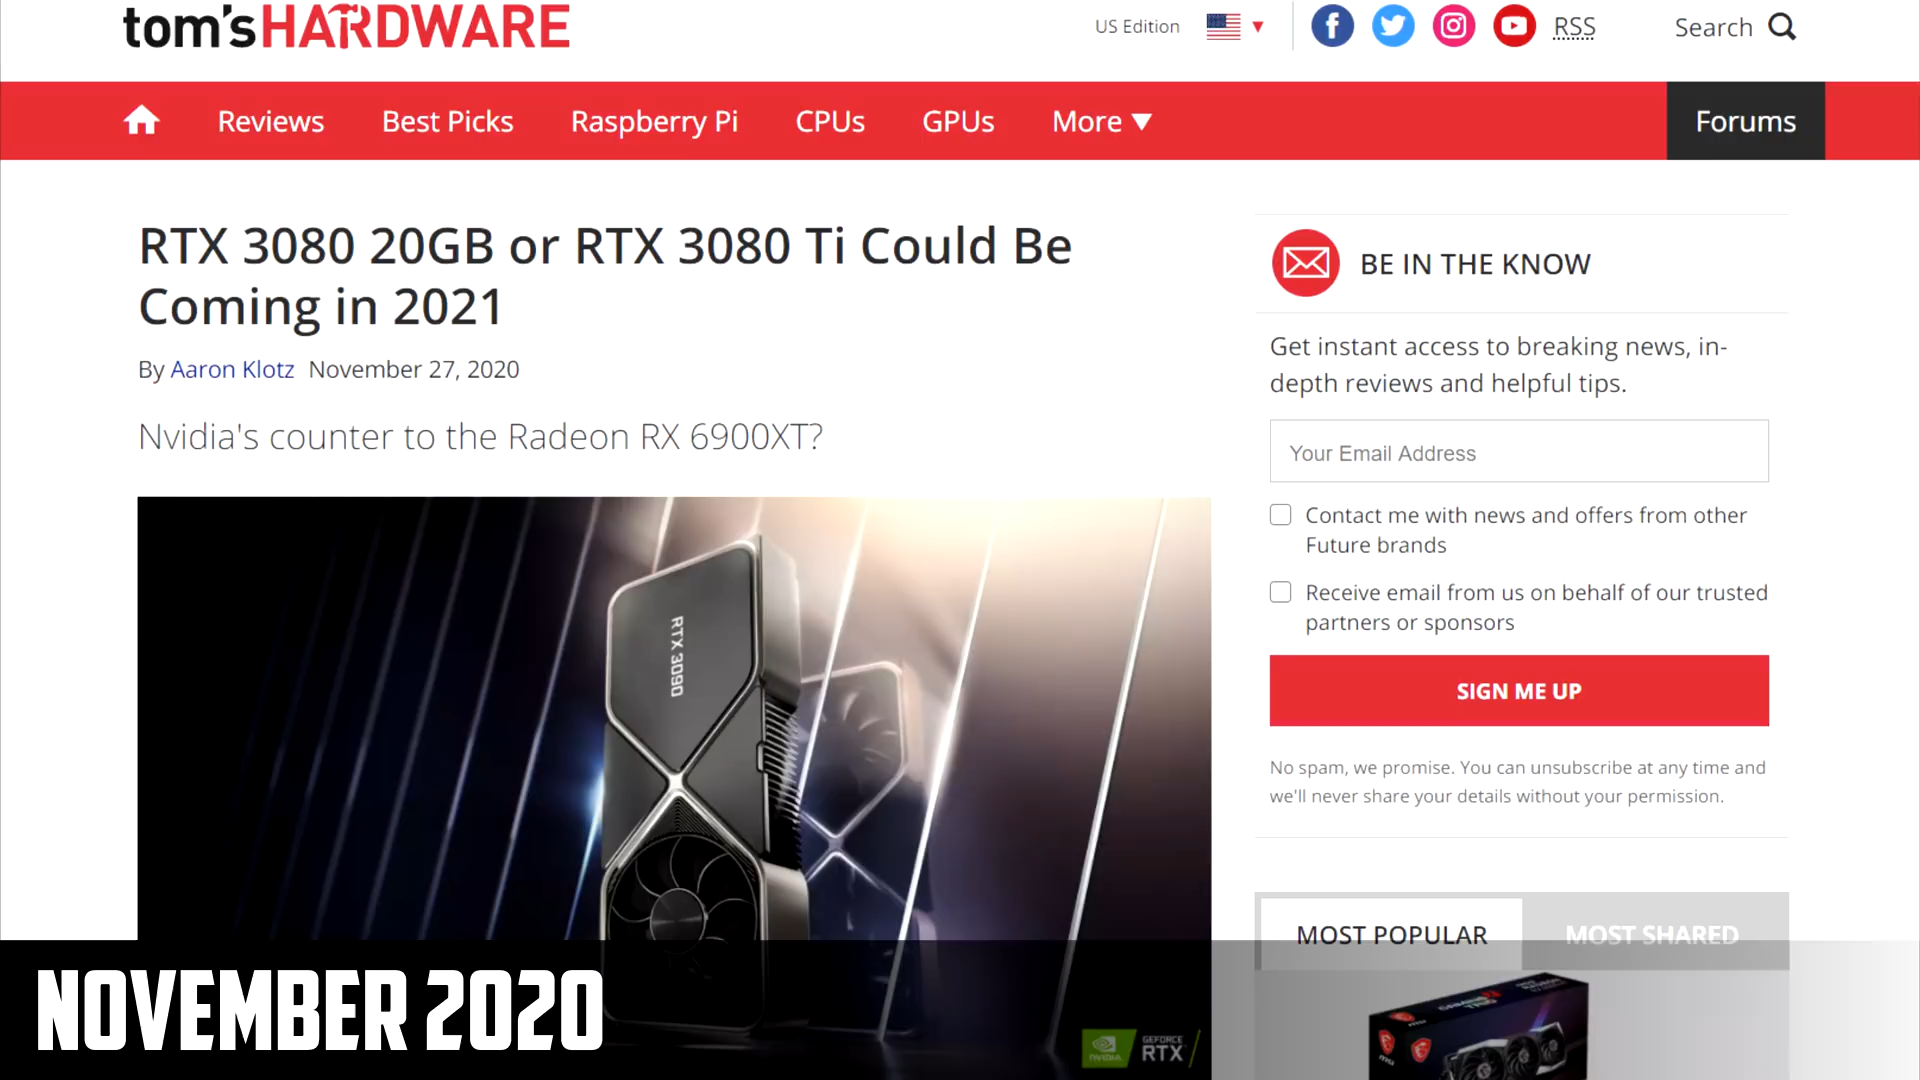 tom's HARDWARE
US Edition
RSS
Search
Reviews
Best Picks
Raspberry Pi
CPUs
GPUs
More
Forums
RTX 3080 20GB or RTX 3080 Ti Could Be
Coming in 2021
By Aaron Klotz November 27, 2020
Nvidia's counter to the Radeon RX 6900XT?
RTX 3090
NVIDIA
GEFORCE
RTX
BE IN THE KNOW
Get instant access to breaking news, in-
depth reviews and helpful tips.
Your Email Address
Contact me with news and offers from other
Future brands
Receive email from us on behalf of our trusted
partners or sponsors
SIGN ME UP
No spam, we promise. You can unsubscribe at any time and
we'll never share your details without your permission.
MOST POPULAR
MOST SHARED
msi
NOVEMBER 2020